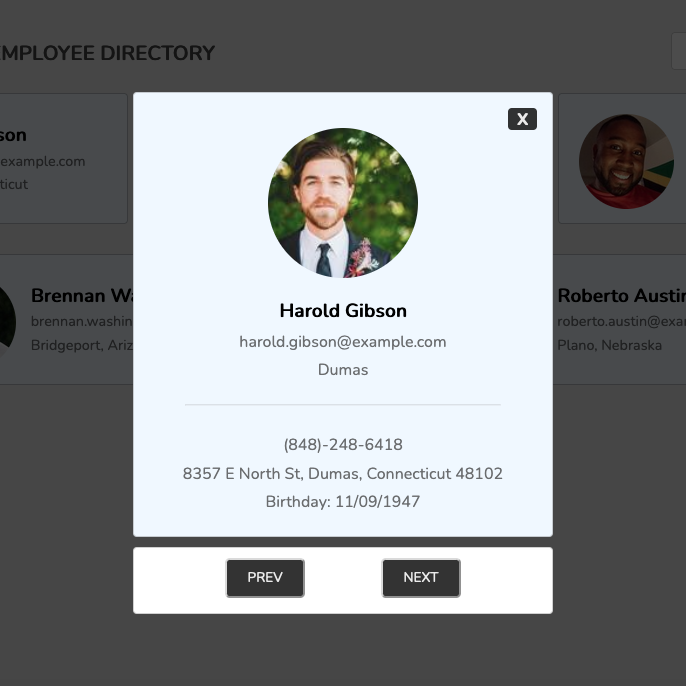 EMPLOYEE DIRECTORY
son
example.com
ticut
X
Harold Gibson
harold.gibson@example.com
Dumas
(848)-248-6418
8357 E North St, Dumas, Connecticut 48102
Birthday: 11/09/1947
Brennan Wa
brennan.washin
Bridgeport, Ariz
Roberto Austin
roberto.austin@exa
Plano, Nebraska
PREV
NEXT